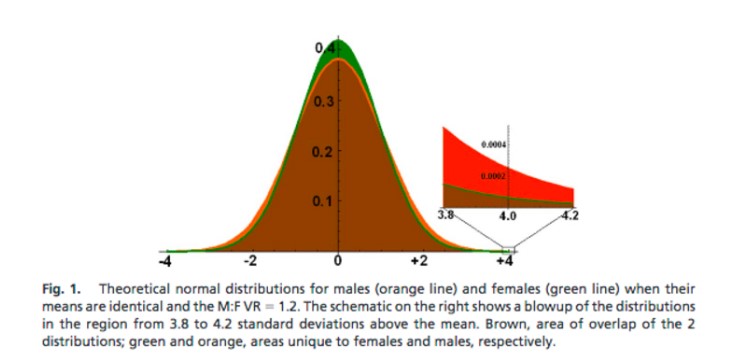 0.4
0.3
0.2
0.1
0.0004
0.0002
3.8 4.0 4.2
-4 -2 0 +2 +4
Fig. 1. Theoretical normal distributions for males (orange line) and females (green line) when their
means are identical and the M:F VR = 1.2. The schematic on the right shows a blowup of the distributions
in the region from 3.8 to 4.2 standard deviations above the mean. Brown, area of overlap of the 2
distributions; green and orange, areas unique to females and males, respectively.